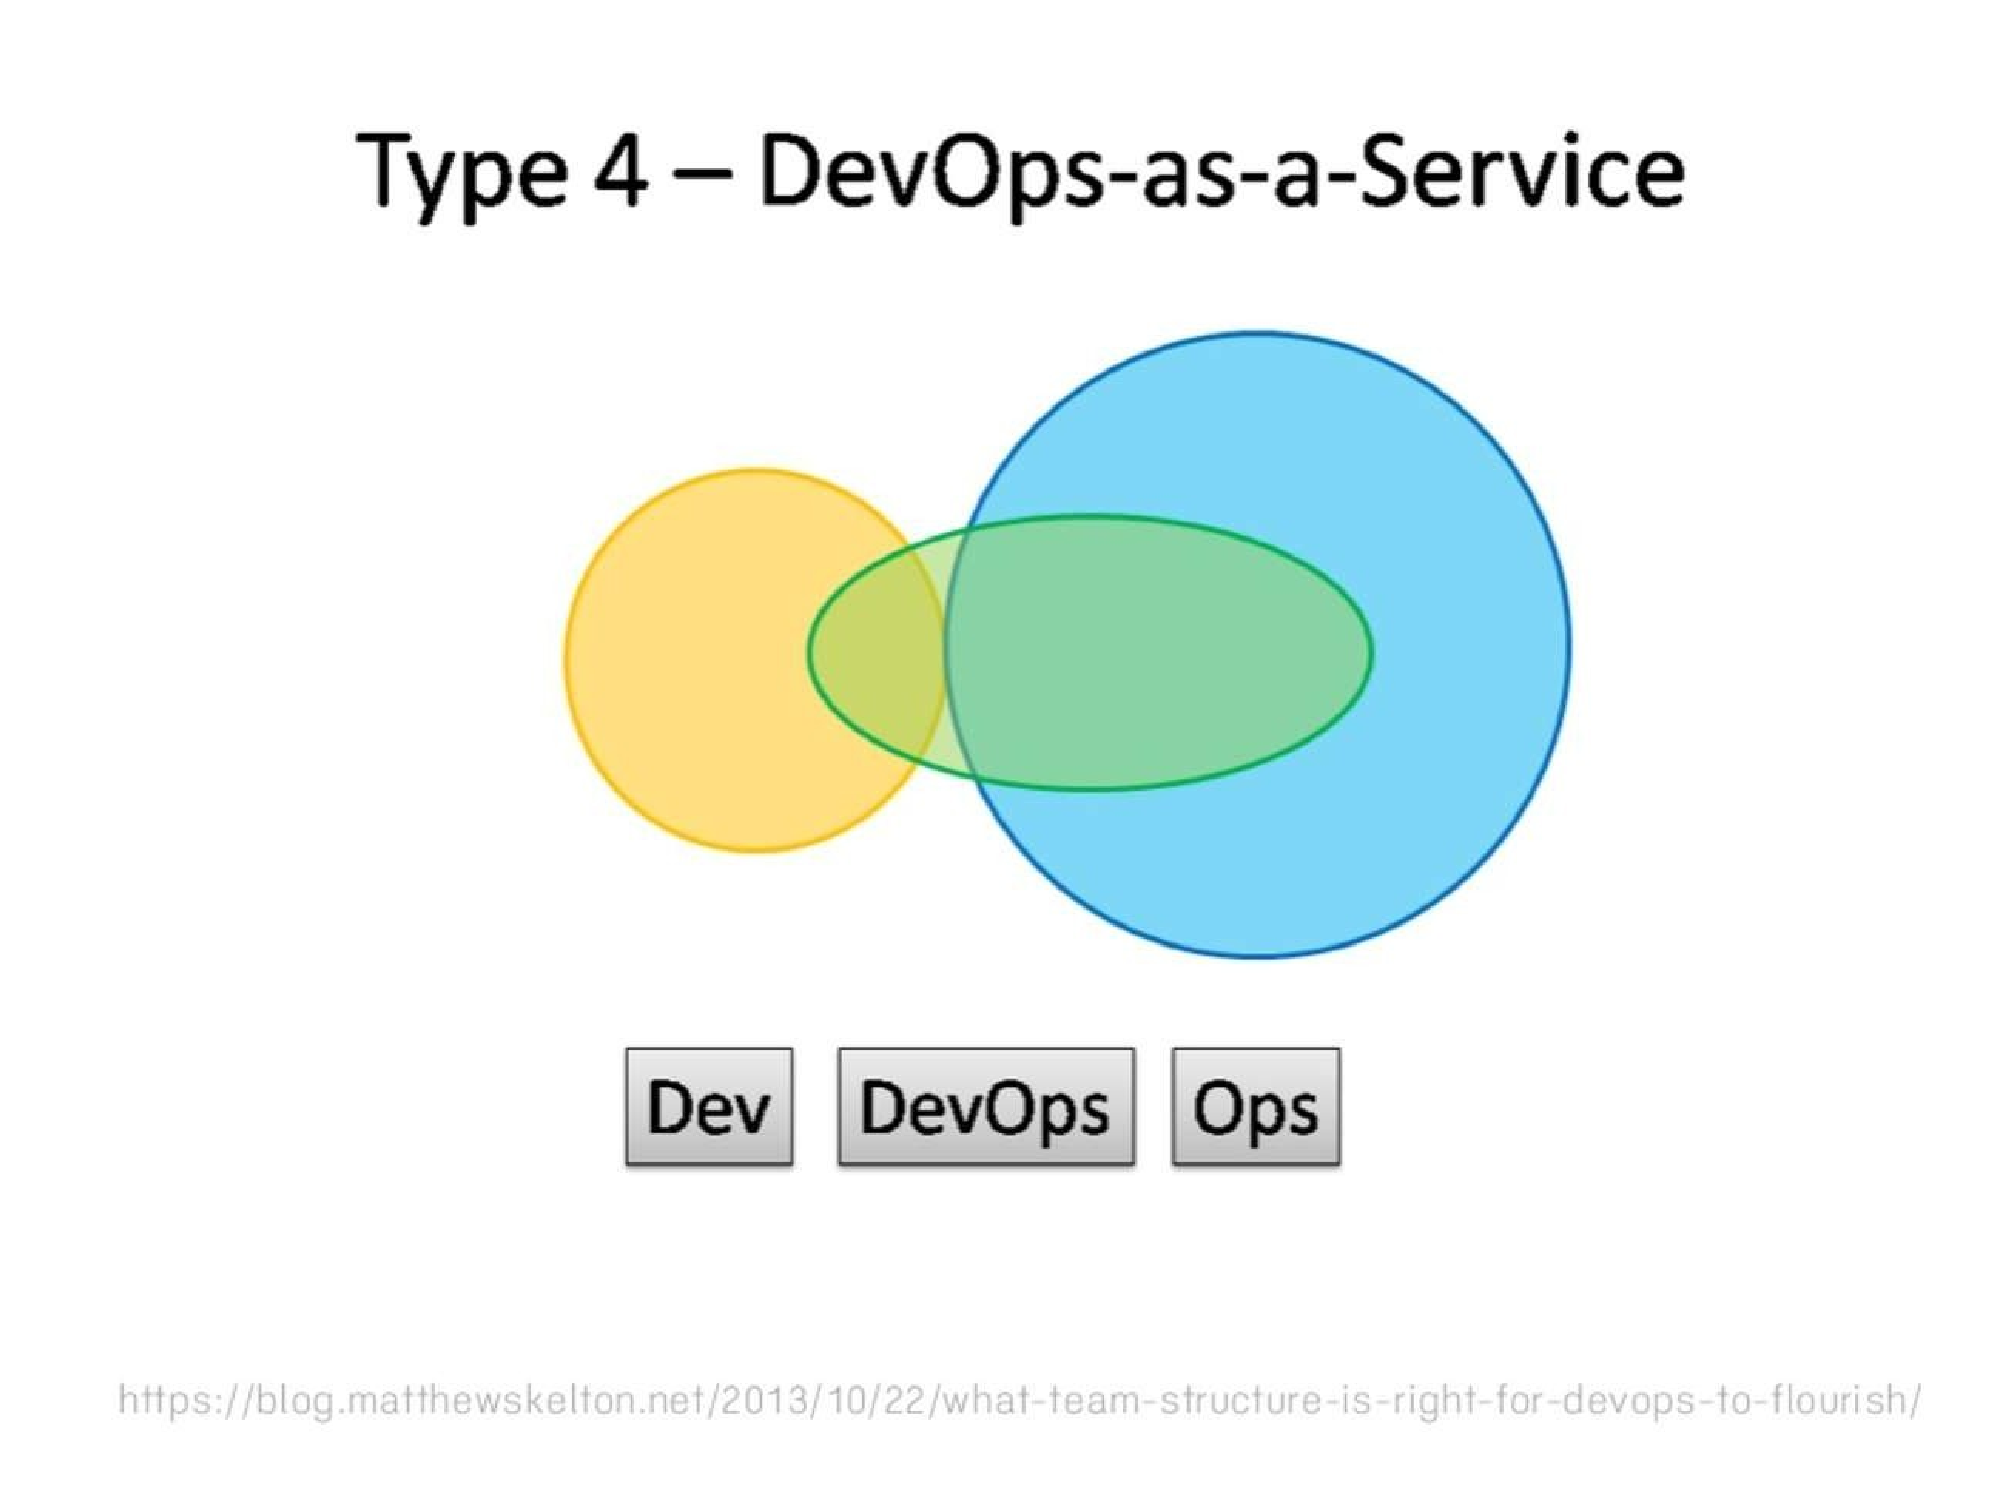 Type 4 – DevOps-as-a-Service
Dev
DevOps
Ops
https://blog.matthewskelton.net/2013/10/22/what-team-structure-is-right-for-devops-to-flourish/